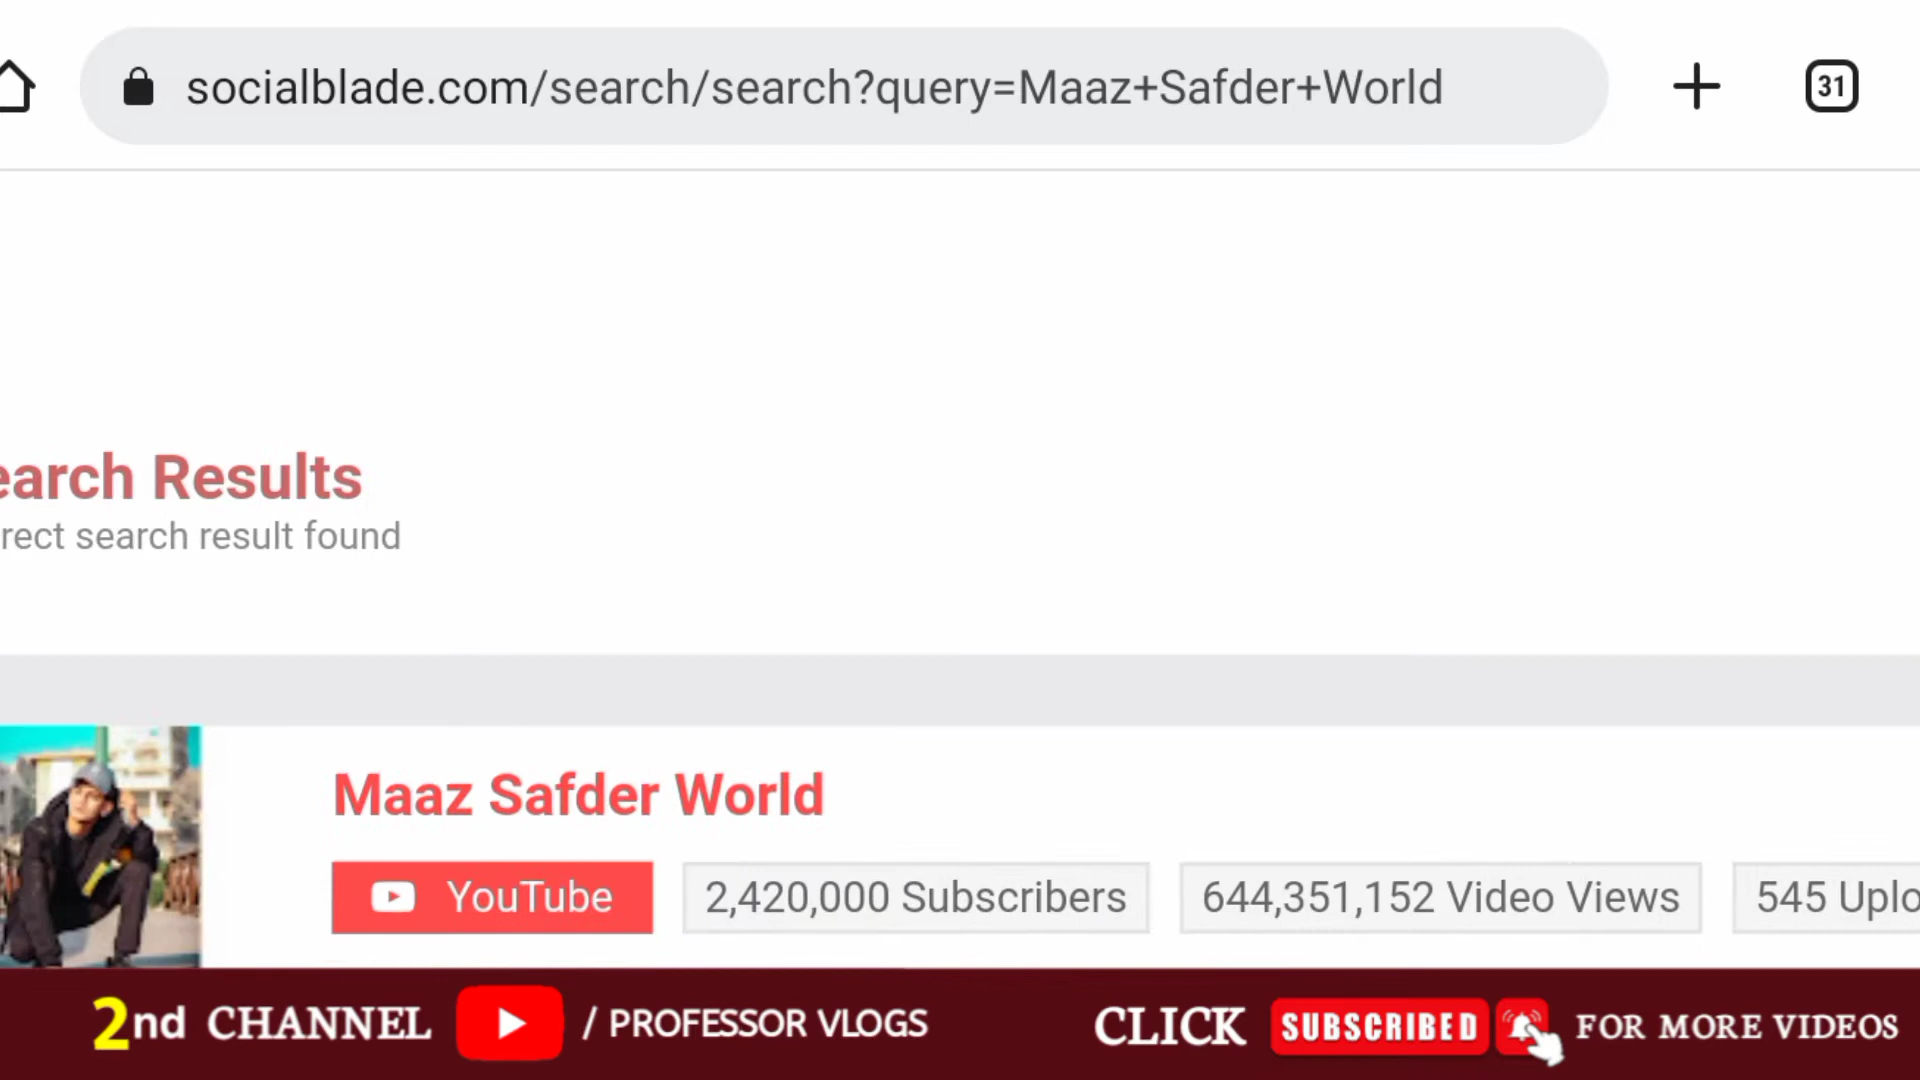 socialblade.com/search/search?query=Maaz+Safder+World
31
earch Results
rect search result found
Maaz Safder World
YouTube 2,420,000 Subscribers 644,351,152 Video Views 545 Uplo
2nd CHANNEL / PROFESSOR VLOGS CLICK SUBSCRIBED FOR MORE VIDEOS